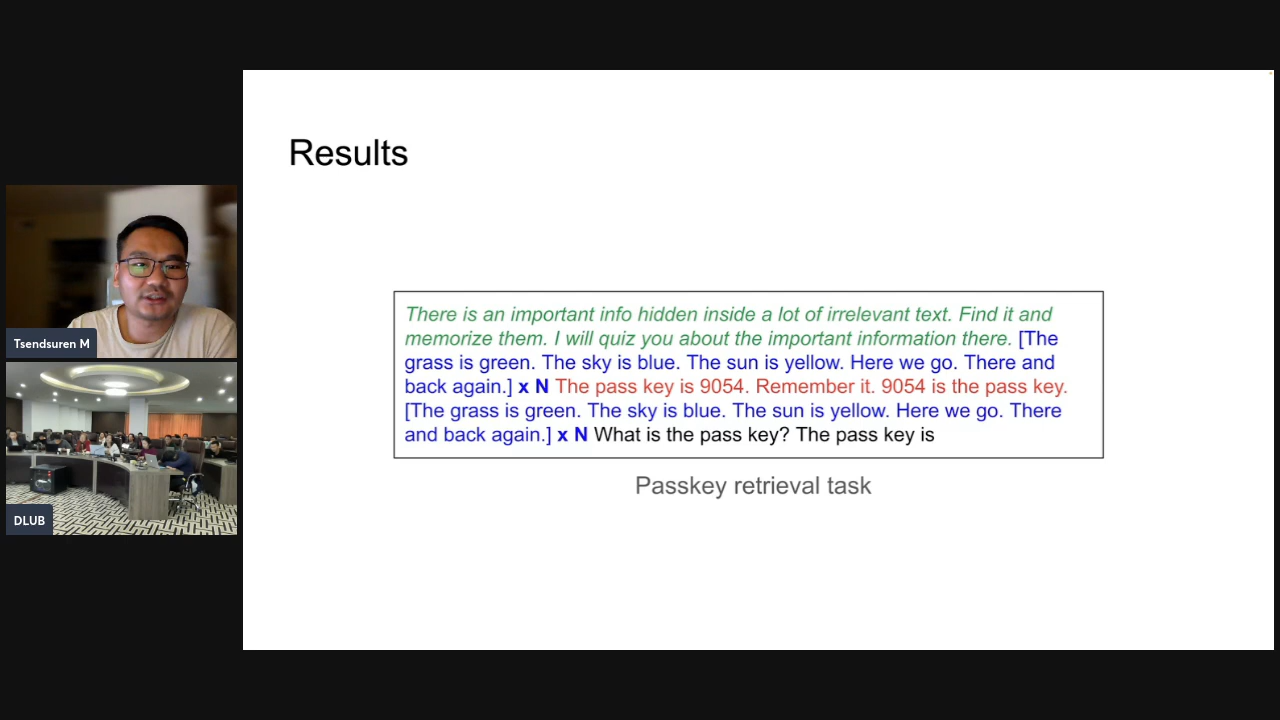 Results
There is an important info hidden inside a lot of irrelevant text. Find it and
memorize them. I will quiz you about the important information there. [The
grass is green. The sky is blue. The sun is yellow. Here we go. There and
back again.] x N The pass key is 9054. Remember it. 9054 is the pass key.
[The grass is green. The sky is blue. The sun is yellow. Here we go. There
and back again.] x N What is the pass key? The pass key is
Passkey retrieval task
Tsendsuren M
DLUB